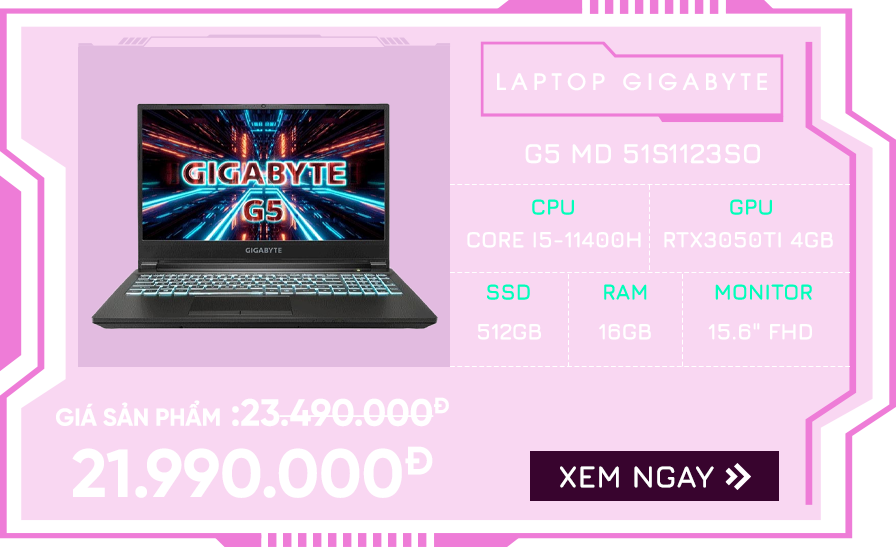 LAPTOP GIGABYTE
G5 MD 51S1123SO
GIGABYTE
G5
GIGABYTE
CPU
GPU
CORE I5-11400H
RTX3050TI 4GB
SSD
RAM
MONITOR
512GB
16GB
15.6" FHD
GIÁ SẢN PHẨM :23.490.000Đ
21.990.000Đ
XEM NGAY